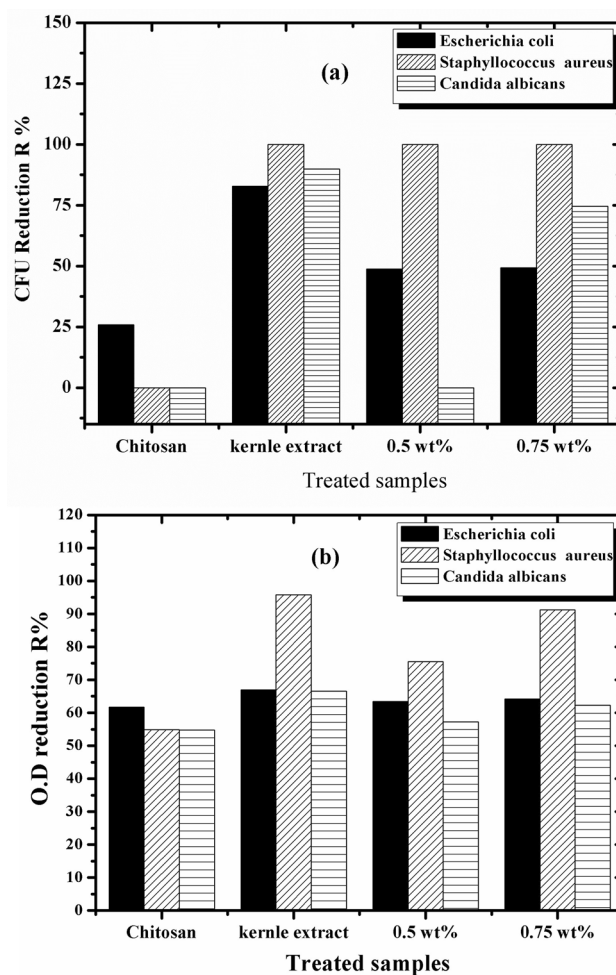 150
125
100
75
50
25
0
CFU Reduction R %
(a)
Escherichia coli
Staphyllococcus aureus
Candida albicans
Chitosan kernle extract 0.5 wt% 0.75 wt%
Treated samples
120
110
100
90
80
70
60
50
40
30
20
10
0
O.D reduction R%
(b)
Escherichia coli
Staphyllococcus aureus
Candida albicans
Chitosan kernle extract 0.5 wt% 0.75 wt%
Treated samples